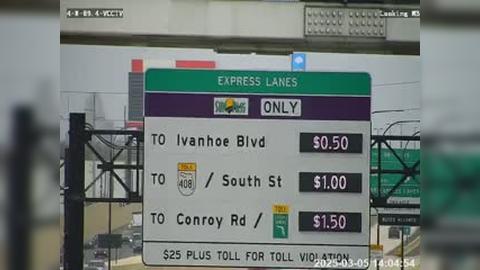 4-W-89.4-VCCTV
Looking WB
EXPRESS LANES
SUNPASS ONLY
TO Ivanhoe Blvd $0.50
TO TOLL 408 / South St $1.00
TO Conroy Rd / TOLL $1.50
$25 PLUS TOLL FOR TOLL VIOLATION
2025-03-05 14:04:54